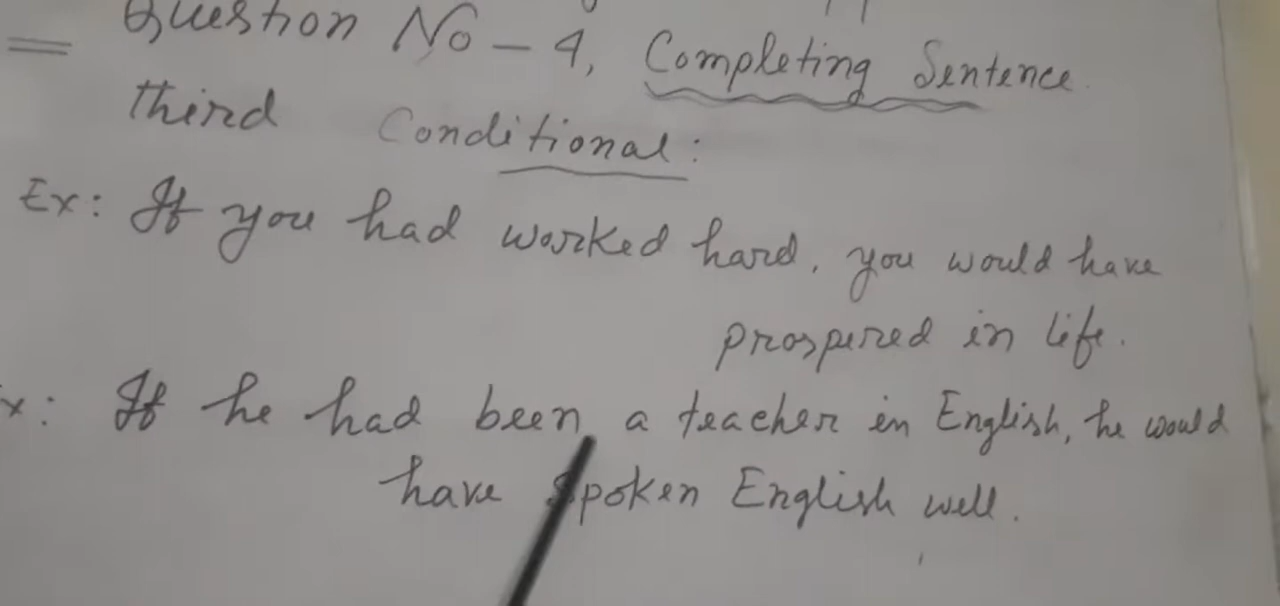 = Question No - 4, Completing Sentence
third Conditional:
Ex: If you had worked hard, you would have
prospered in life.
x: If he had been a teacher in English, he would
have spoken English well.